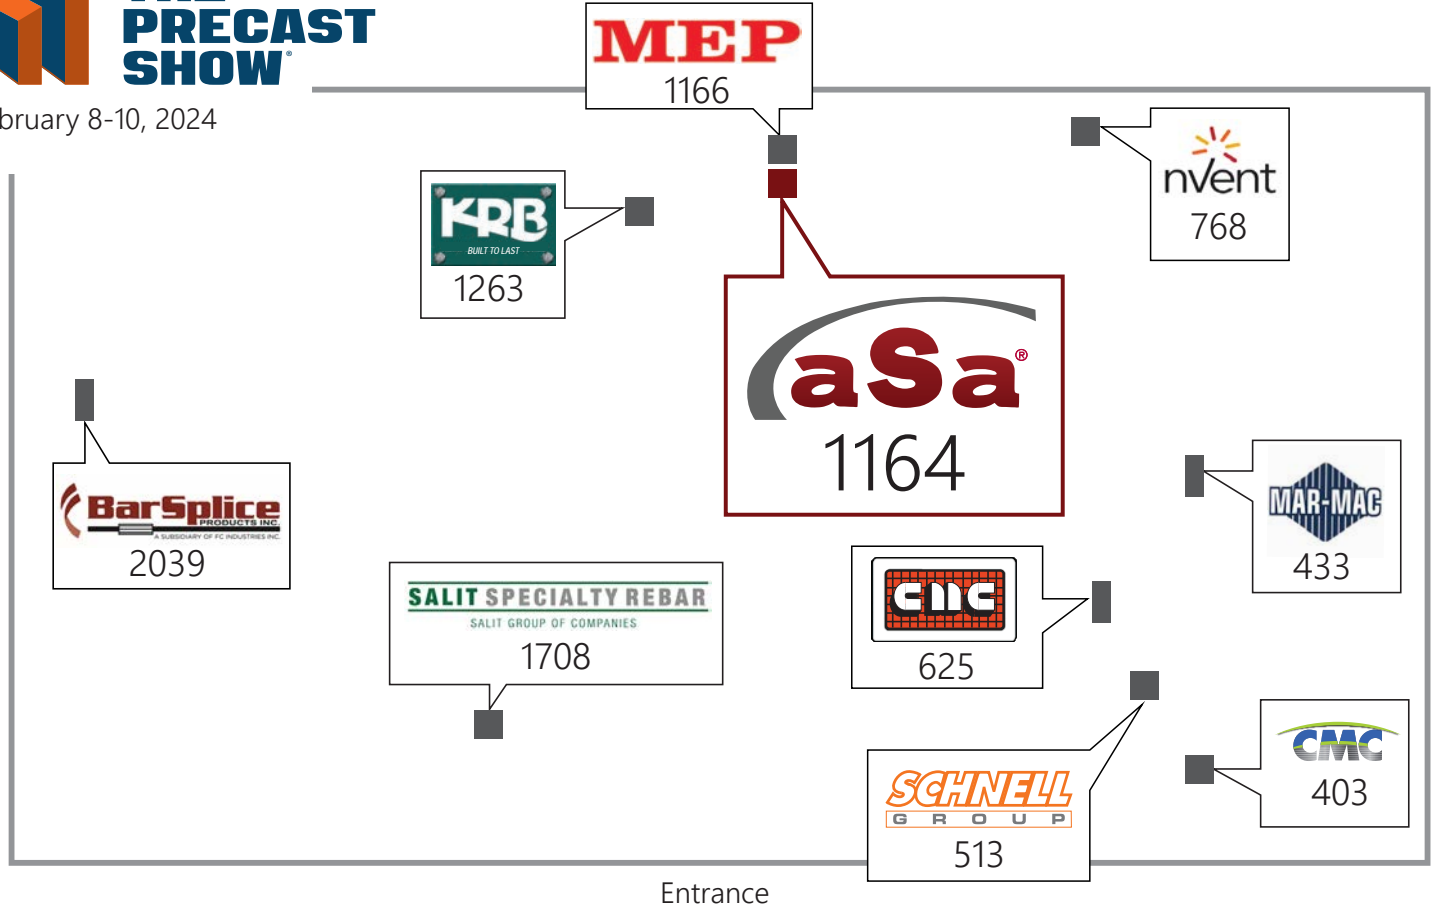 PRECAST
SHOW®
bruary 8-10, 2024
MEP
1166
nVent
768
KRB
BUILT TO LAST
1263
aSa®
1164
BarSplice
PRODUCTS INC.
A SUBSIDIARY OF FC INDUSTRIES INC.
2039
MAR-MAC
433
SALIT SPECIALTY REBAR
SALIT GROUP OF COMPANIES
1708
CMC
625
SCHNELL
GROUP
513
CMC
403
Entrance